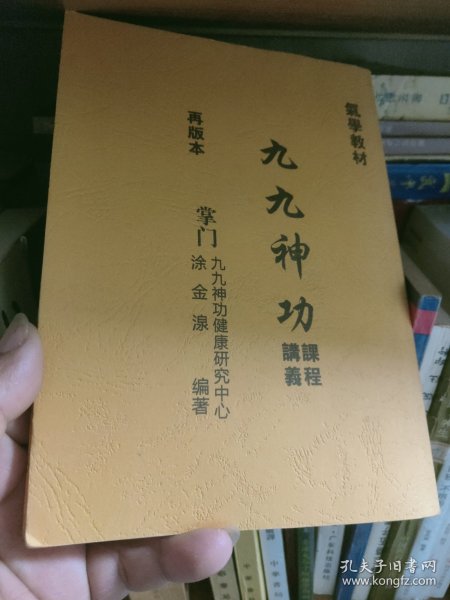 氣學教材
九九神功
課程
講義
九九神功健康研究中心
掌门
涂金湶 编著
再版本
孔夫子旧书网
www.kongfz.com